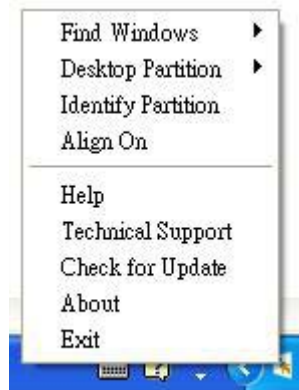 Find Windows
Desktop Partition
Identify Partition
Align On
Help
Technical Support
Check for Update
About
Exit